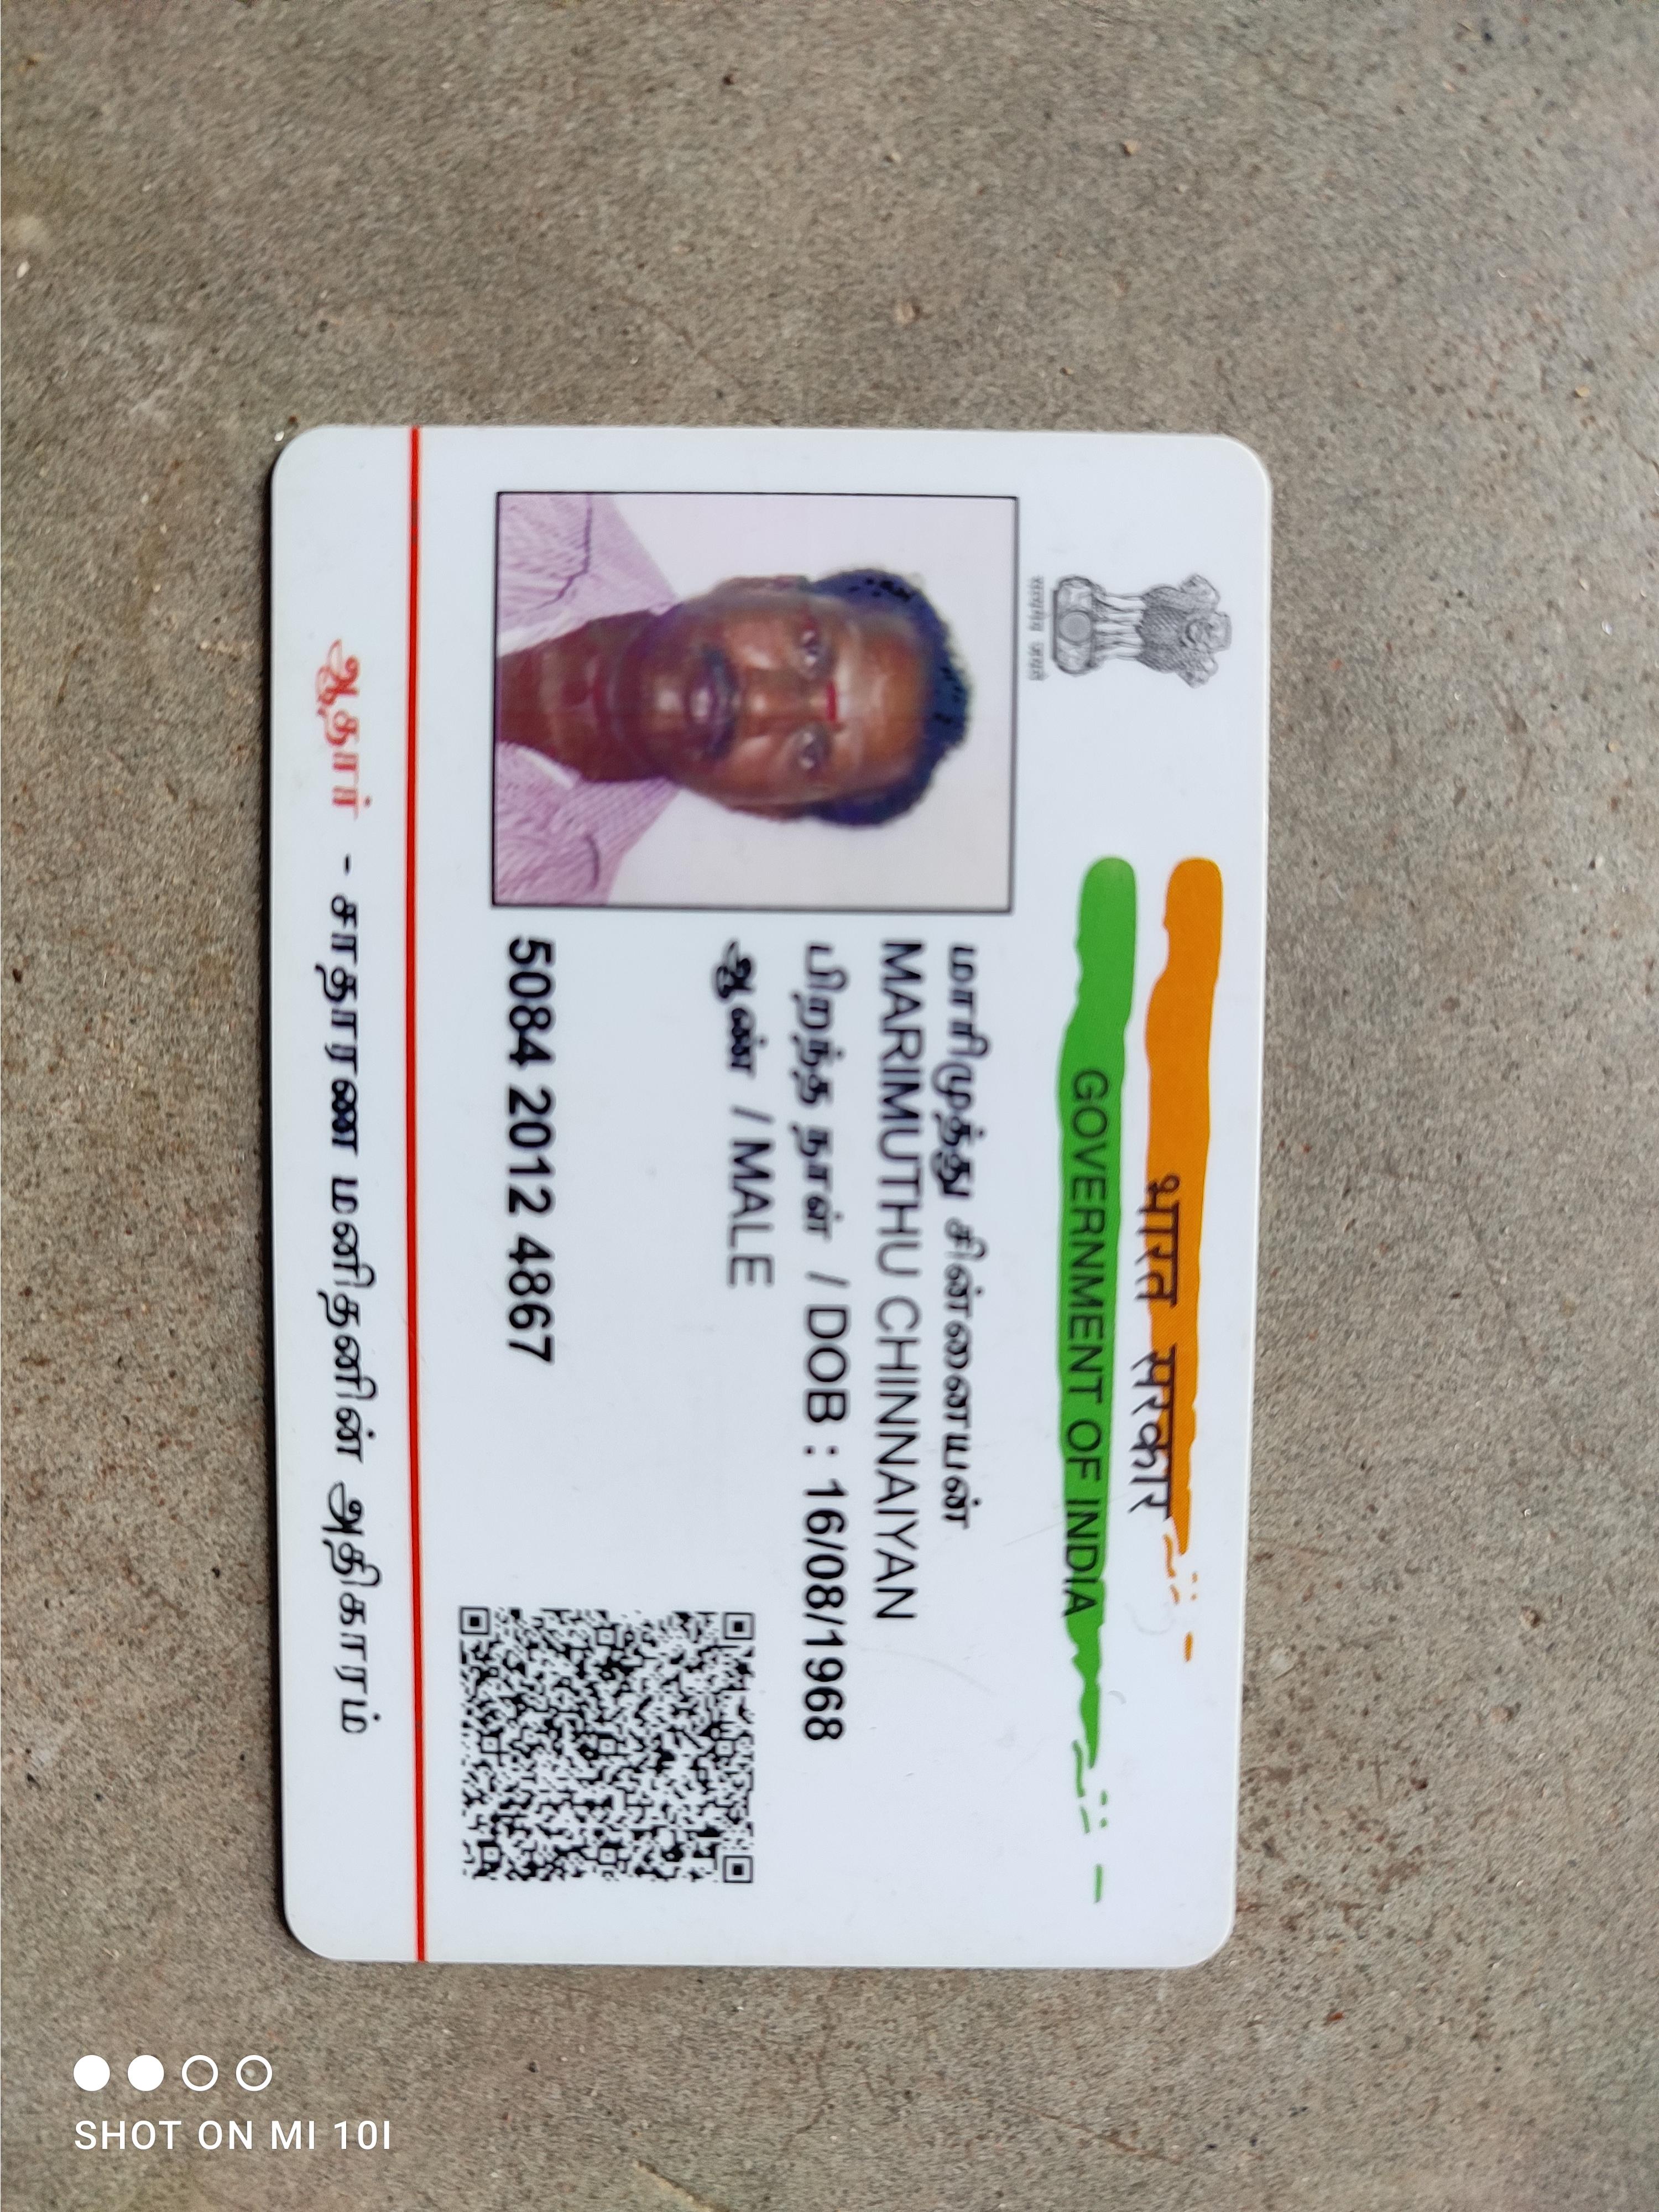 भारत सरकार
GOVERNMENT OF INDIA
सत्यमेव जयते
மாரிமுத்து சின்னையன்
MARIMUTHU CHINNAIYAN
பிறந்த நாள் / DOB : 16/08/1968
ஆண் / MALE
5084 2012 4867
ஆதார் - சாதாரண மனிதனின் அதிகாரம்
SHOT ON MI 10I